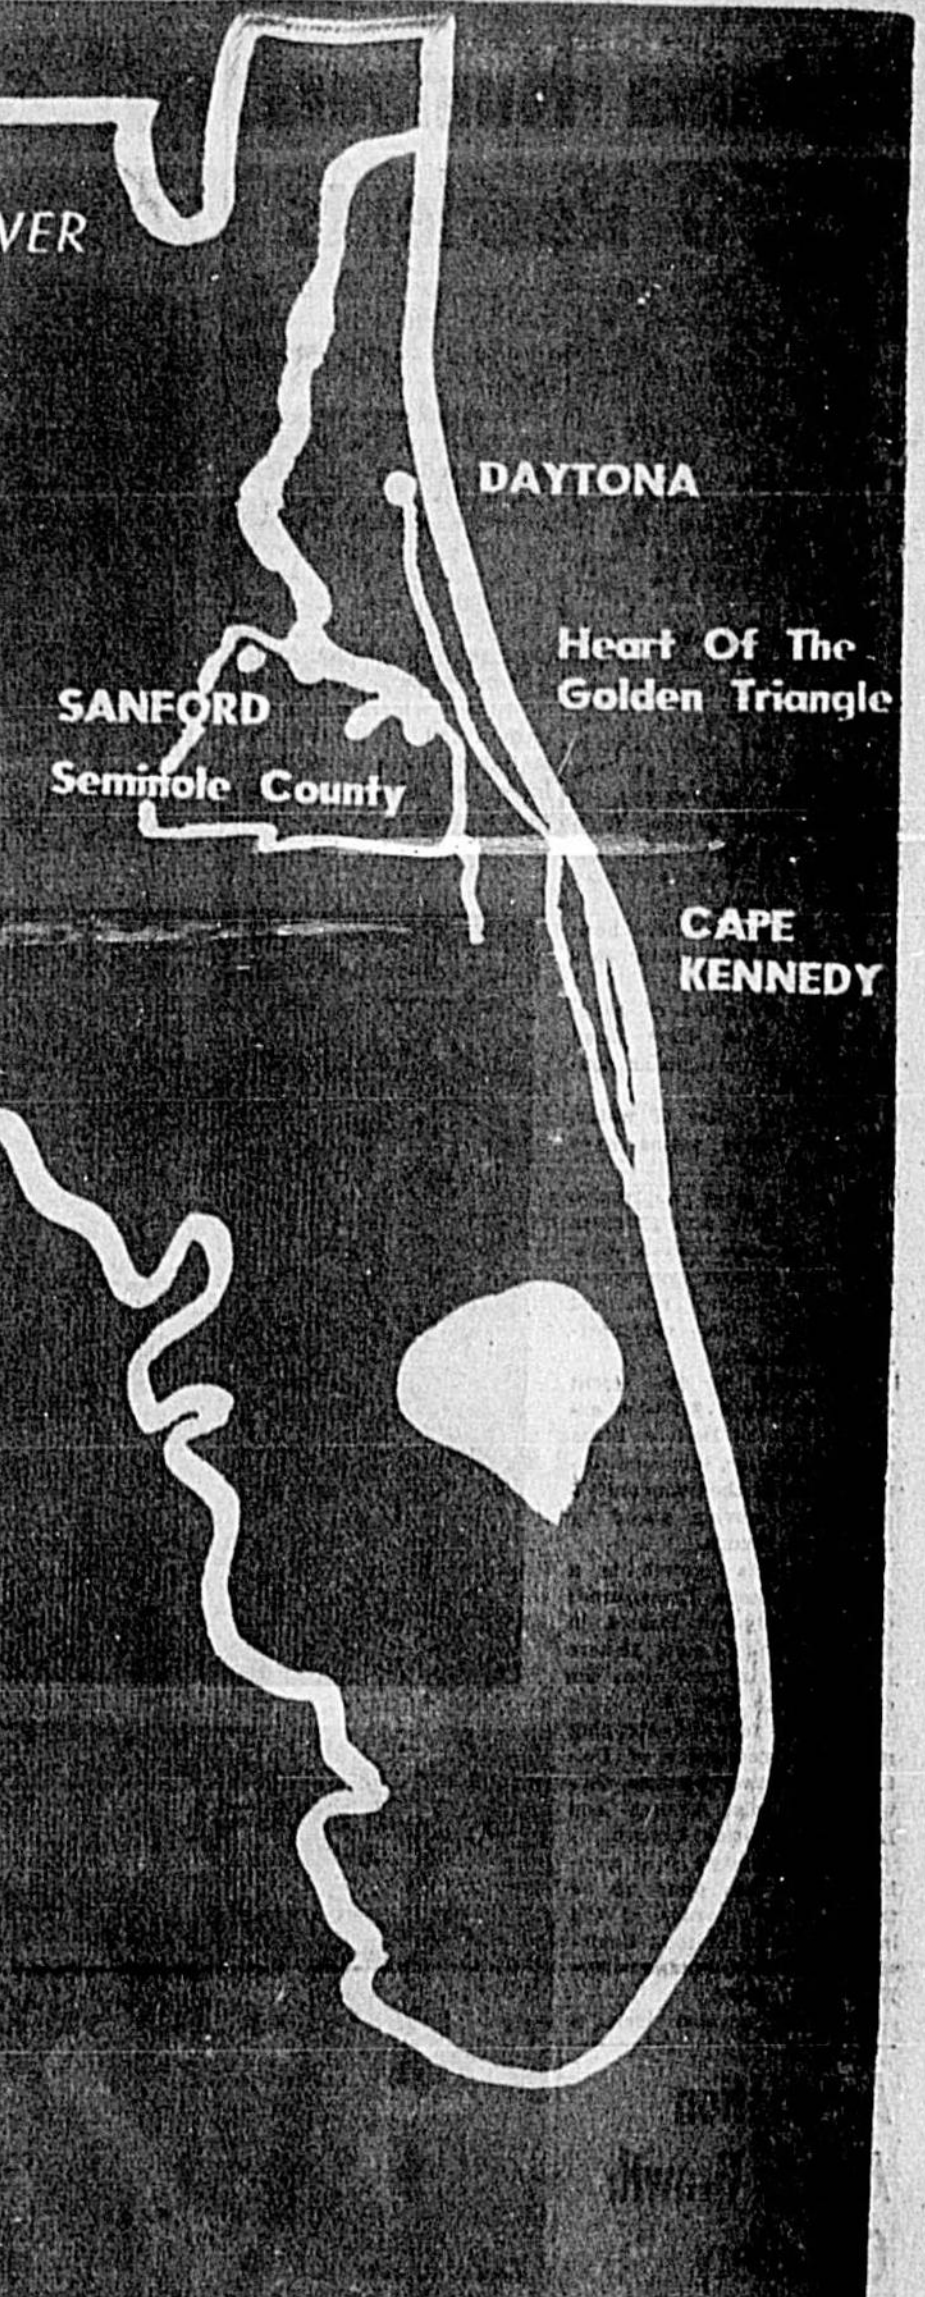 VER
DAYTONA
Heart Of The
Golden Triangle
SANFORD
Seminole County
CAPE
KENNEDY